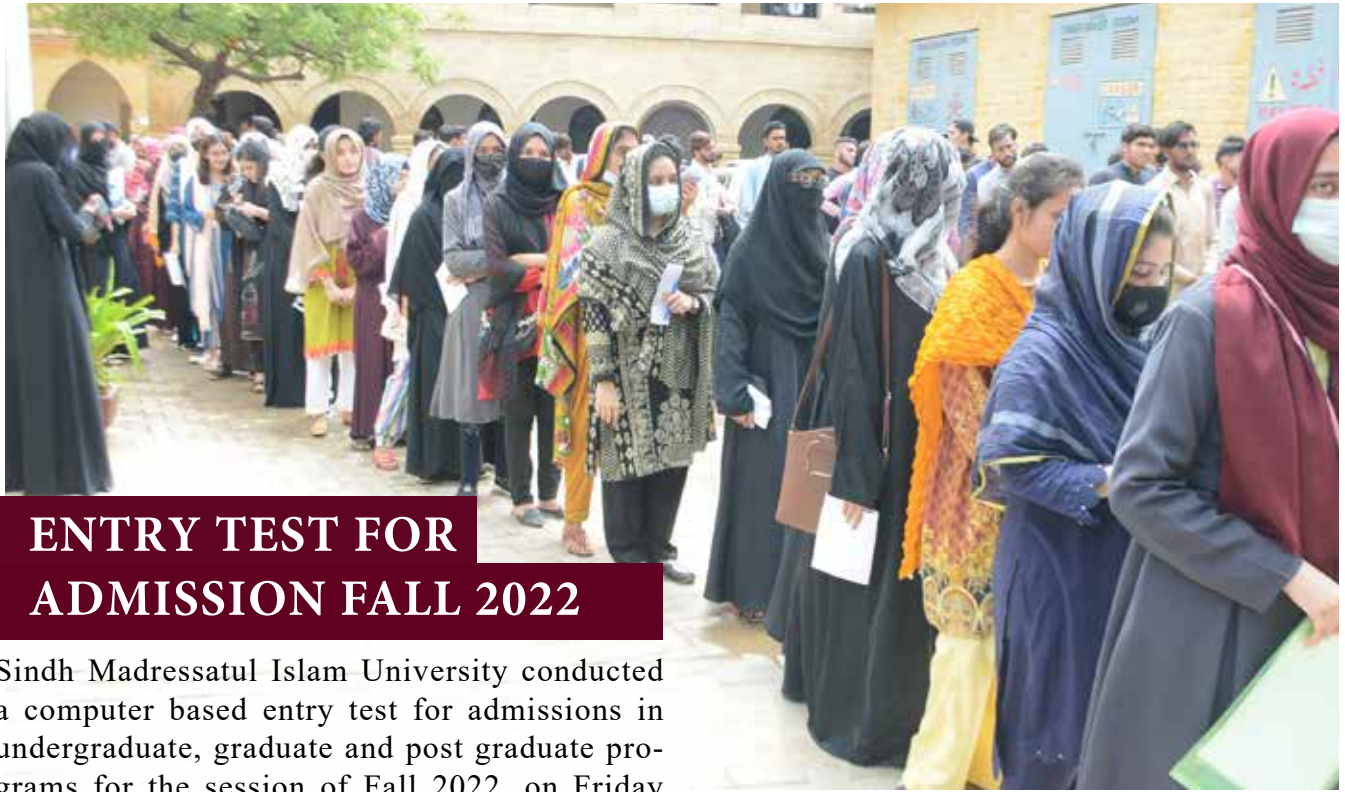 ENTRY TEST FOR
ADMISSION FALL 2022
Sindh Madressatul Islam University conducted
a computer based entry test for admissions in
undergraduate, graduate and post graduate pro-
grams for the session of Fall 2022, on Friday
DANGER